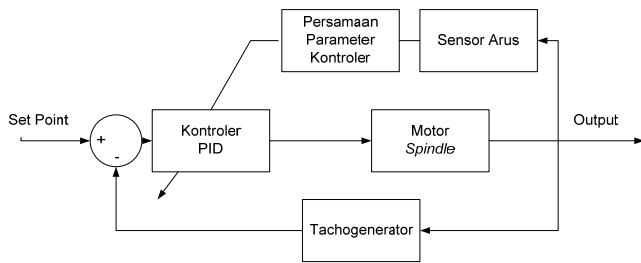 Persamaan
Parameter
Kontroler
Sensor Arus
Set Point
+
-
Kontroler
PID
Motor
Spindle
Output
Tachogenerator